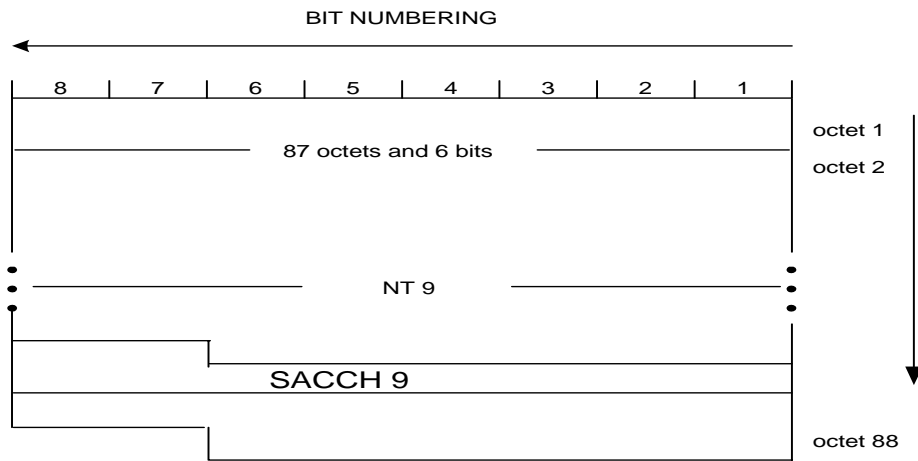 BIT NUMBERING
8 7 6 5 4 3 2 1
octet 1
87 octets and 6 bits
octet 2
NT 9
SACCH 9
octet 88